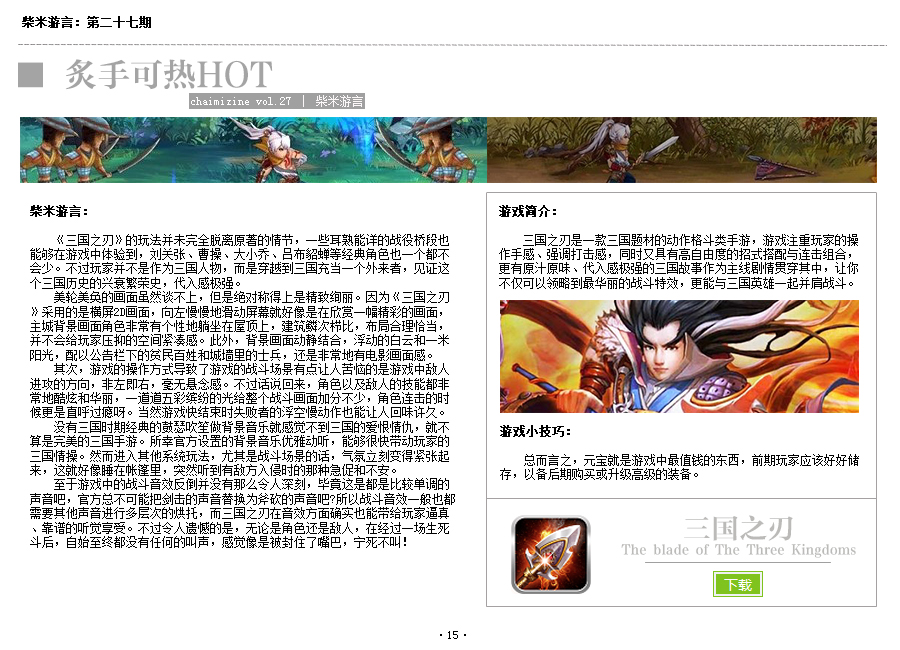 柴米游言：第二十七期
炙手可热HOT
chaimizine vol.27 | 柴米游言
柴米游言：
《三国之刃》的玩法并未完全脱离原著的情节，一些耳熟能详的战役桥段也
能够在游戏中体验到，刘关张、曹操、大小乔、吕布貂蝉等经典角色也一个都不
会少。不过玩家并不是作为三国人物，而是穿越到三国充当一个外来者，见证这
个三国历史的兴衰繁荣史，代入感极强。
美轮美奂的画面虽然谈不上，但是绝对称得上是精致绚丽。因为《三国之刃
》采用的是横屏2D画面，向左慢慢地滑动屏幕就好像是在欣赏一幅精彩的画面，
主城背景画面角色非常有个性地躺坐在屋顶上，建筑鳞次栉比，布局合理恰当，
并不会给玩家压抑的空间紧凑感。此外，背景画面动静结合，浮动的白云和一米
阳光，配以公告栏下的贫民百姓和城墙里的士兵，还是非常地有电影画面感。
其次，游戏的操作方式导致了游戏的战斗场景有点让人苦恼的是游戏中敌人
进攻的方向，非左即右，毫无悬念感。不过话说回来，角色以及敌人的技能都非
常地酷炫和华丽，一道道五彩缤纷的光给整个战斗画面加分不少，角色连击的时
候更是直呼过瘾呀。当然游戏快结束时失败者的浮空慢动作也能让人回味许久。
没有三国时期经典的鼓瑟吹笙做背景音乐就感觉不到三国的爱恨情仇，就不
算是完美的三国手游。所幸官方设置的背景音乐优雅动听，能够很快带动玩家的
三国情操。然而进入其他系统玩法，尤其是战斗场景的话，气氛立刻变得紧张起
来，这就好像睡在帐篷里，突然听到有敌方入侵时的那种急促和不安。
至于游戏中的战斗音效反倒并没有那么令人深刻，毕竟这是都是比较单调的
声音吧，官方总不可能把剑击的声音替换为斧砍的声音吧?所以战斗音效一般也都
需要其他声音进行多层次的烘托，而三国之刃在音效方面确实也能带给玩家逼真
、靠谱的听觉享受。不过令人遗憾的是，无论是角色还是敌人，在经过一场生死
斗后，自始至终都没有任何的叫声，感觉像是被封住了嘴巴，宁死不叫！
游戏简介：
三国之刃是一款三国题材的动作格斗类手游，游戏注重玩家的操
作手感、强调打击感，同时又具有高自由度的招式搭配与连击组合，
更有原汁原味、代入感极强的三国故事作为主线剧情贯穿其中，让你
不仅可以领略到最华丽的战斗特效，更能与三国英雄一起并肩战斗。
游戏小技巧：
总而言之，元宝就是游戏中最值钱的东西，前期玩家应该好好储
存，以备后期购买或升级高级的装备。
三国之刃
The blade of The Three Kingdoms
下载
·15·